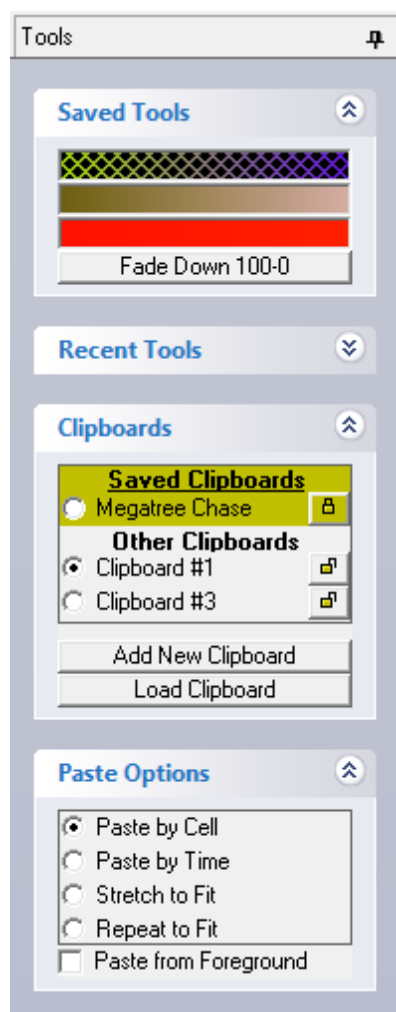 Tools
Saved Tools
Fade Down 100-0
Recent Tools
Clipboards
Saved Clipboards
Megatree Chase
Other Clipboards
Clipboard #1
Clipboard #3
Add New Clipboard
Load Clipboard
Paste Options
Paste by Cell
Paste by Time
Stretch to Fit
Repeat to Fit
Paste from Foreground